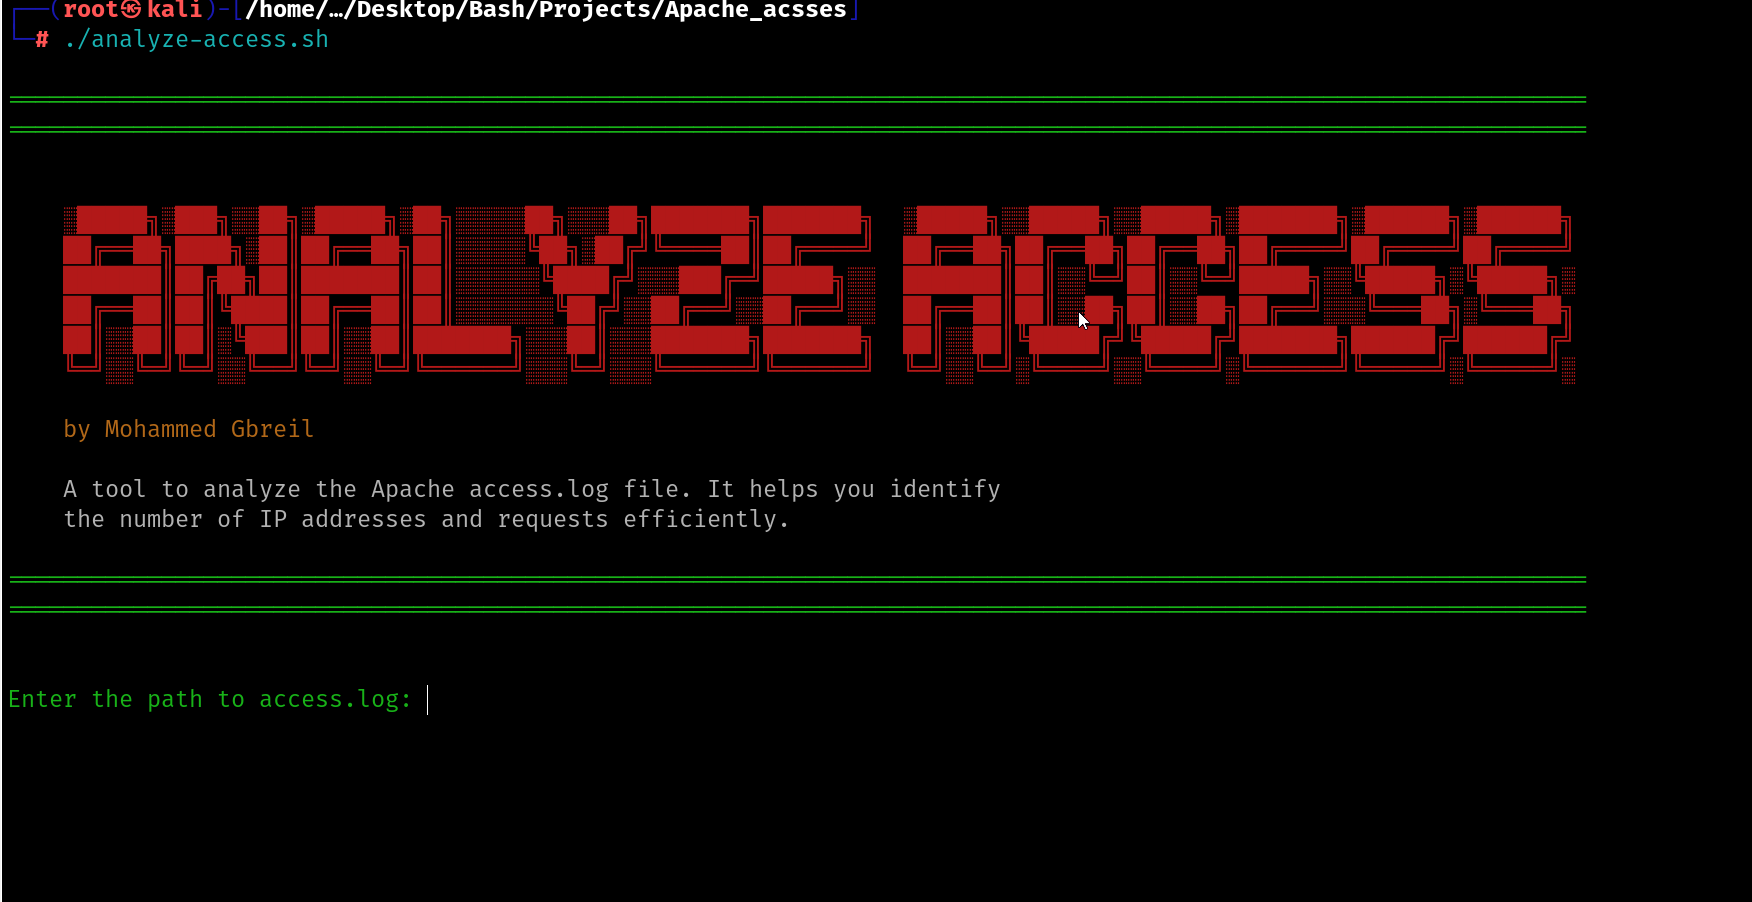 (root㉿kali)-[/home/…/Desktop/Bash/Projects/Apache_acsses]
# ./analyze-access.sh
ANALYZE ACCESS
by Mohammed Gbreil
A tool to analyze the Apache access.log file. It helps you identify
the number of IP addresses and requests efficiently.
Enter the path to access.log: